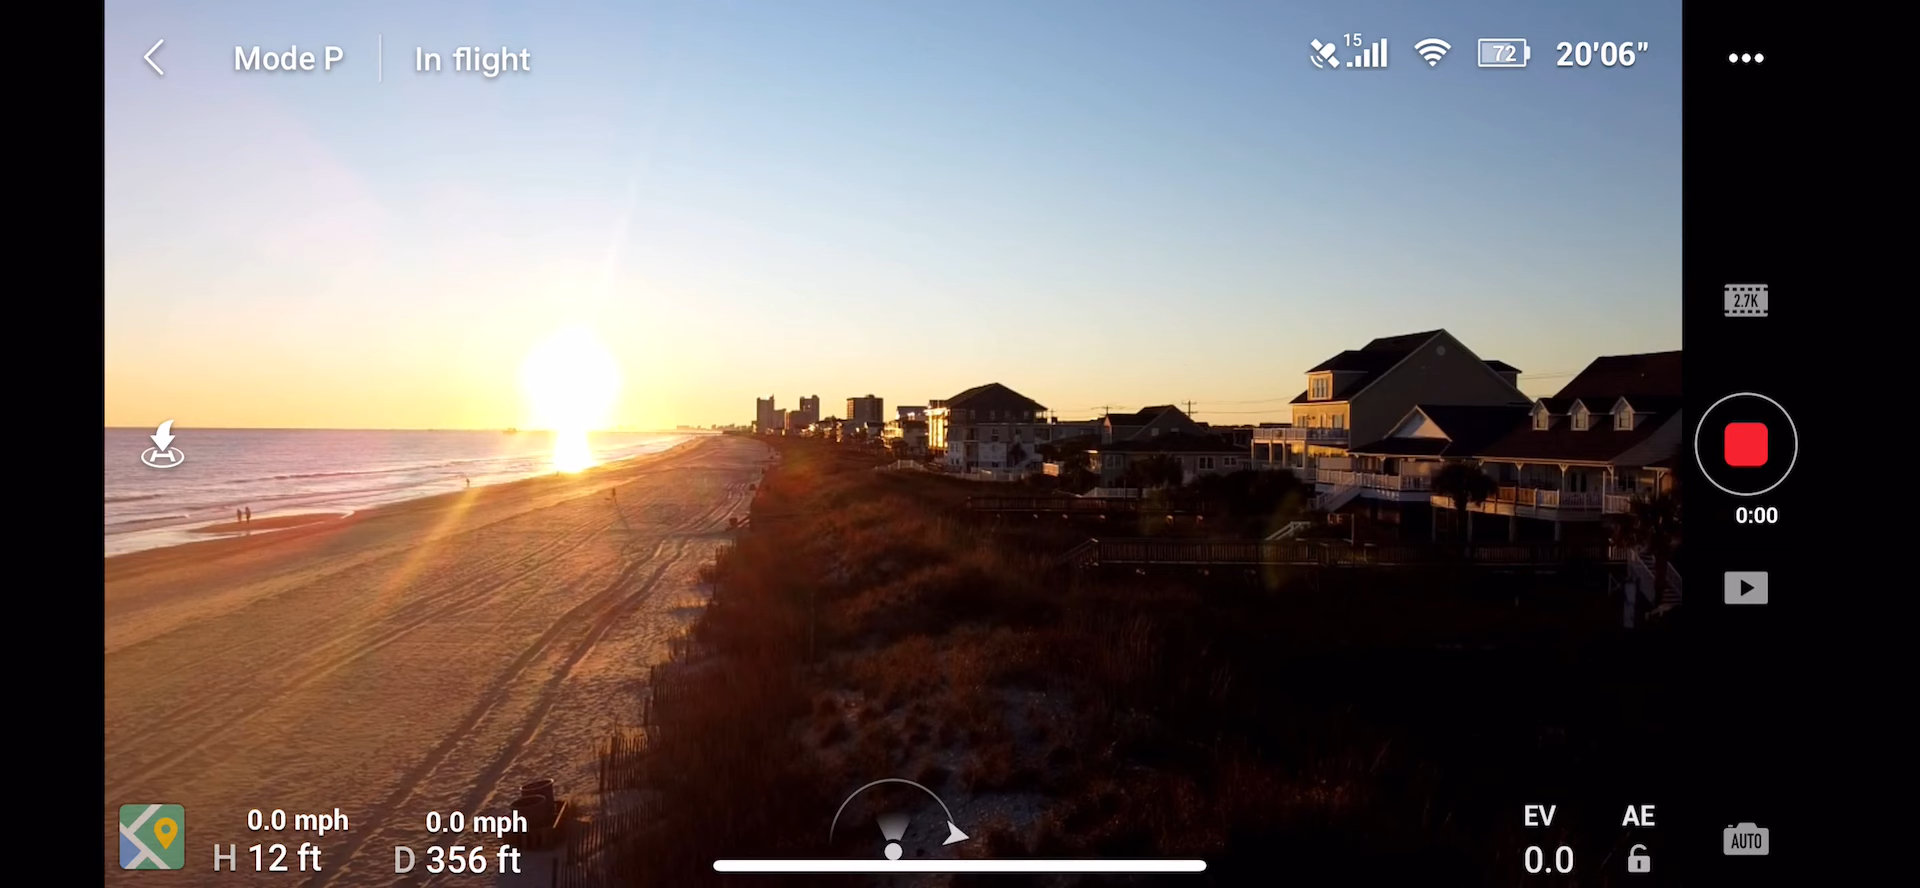 Mode P
In flight
15
72
20'06”
2.7K
0:00
0.0 mph
H 12 ft
0.0 mph
D 356 ft
EV
0.0
AE
AUTO